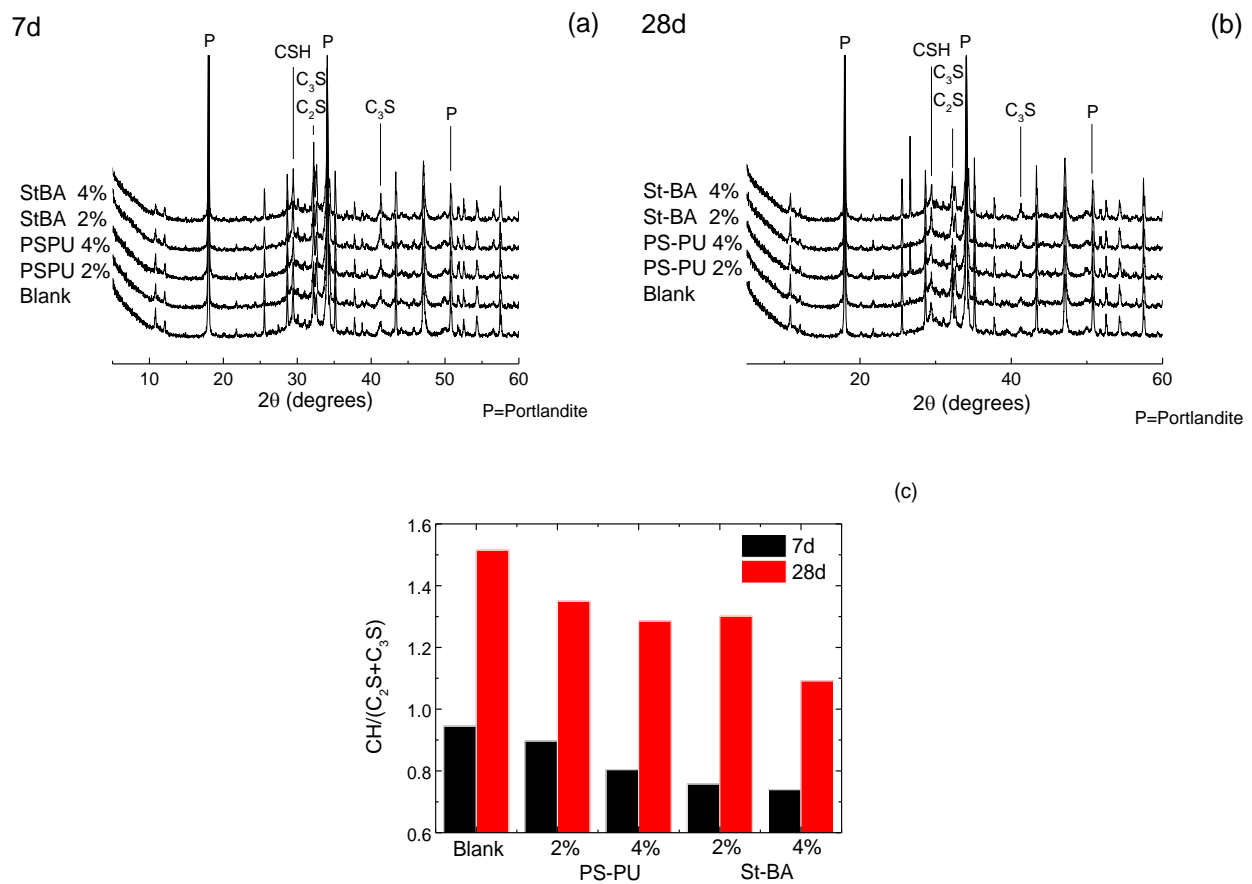 7d
(a)
P
P
CSH
C₃S
C₂S
C₃S
P
StBA 4%
StBA 2%
PSPU 4%
PSPU 2%
Blank
10 20 30 40 50 60
2θ (degrees)
P=Portlandite
28d
(b)
P
P
CSH
C₃S
C₂S
C₃S
P
St-BA 4%
St-BA 2%
PS-PU 4%
PS-PU 2%
Blank
20 40 60
2θ (degrees)
P=Portlandite
(c)
CH/(C₂S+C₃S)
1.6
1.4
1.2
1.0
0.8
0.6
7d
28d
Blank 2% 4% 2% 4%
PS-PU St-BA